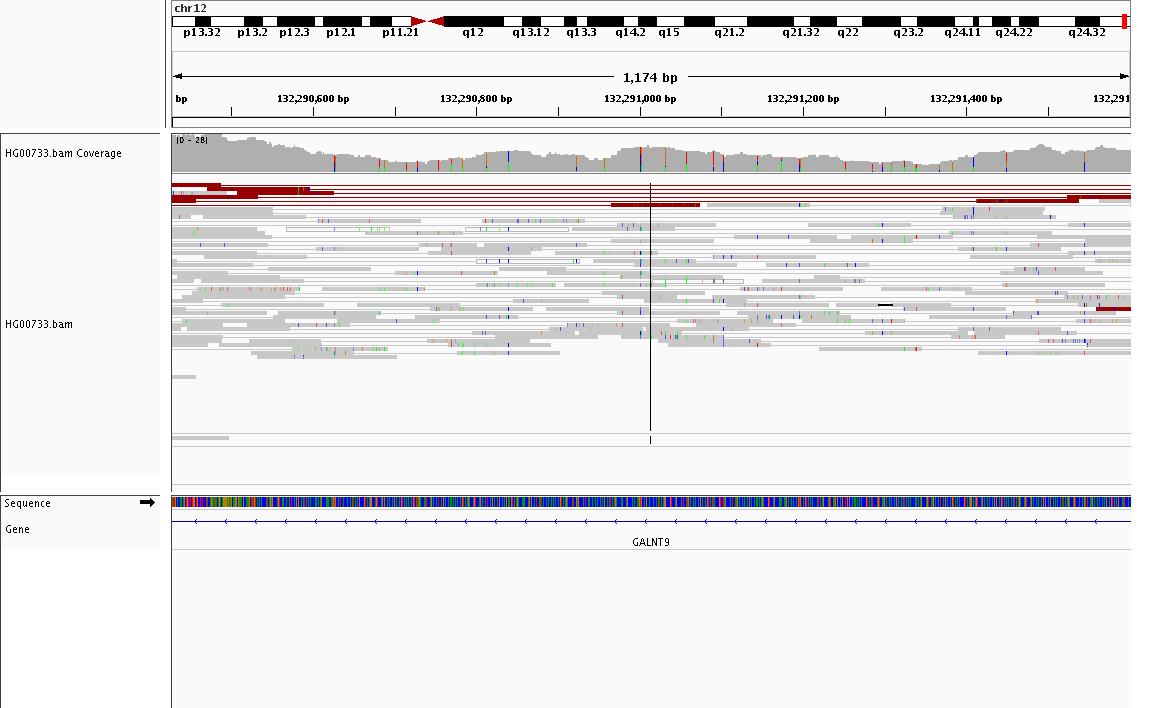 chr12
p13.32 p13.2 p12.3 p12.1 p11.21 q12 q13.12 q13.3 q14.2 q15 q21.2 q21.32 q22 q23.2 q24.11 q24.22 q24.32
1,174 bp
bp 132,290,600 bp 132,290,800 bp 132,291,000 bp 132,291,200 bp 132,291,400 bp 132,291
[0 - 28]
HG00733.bam Coverage
HG00733.bam
Sequence
Gene
GALNT9